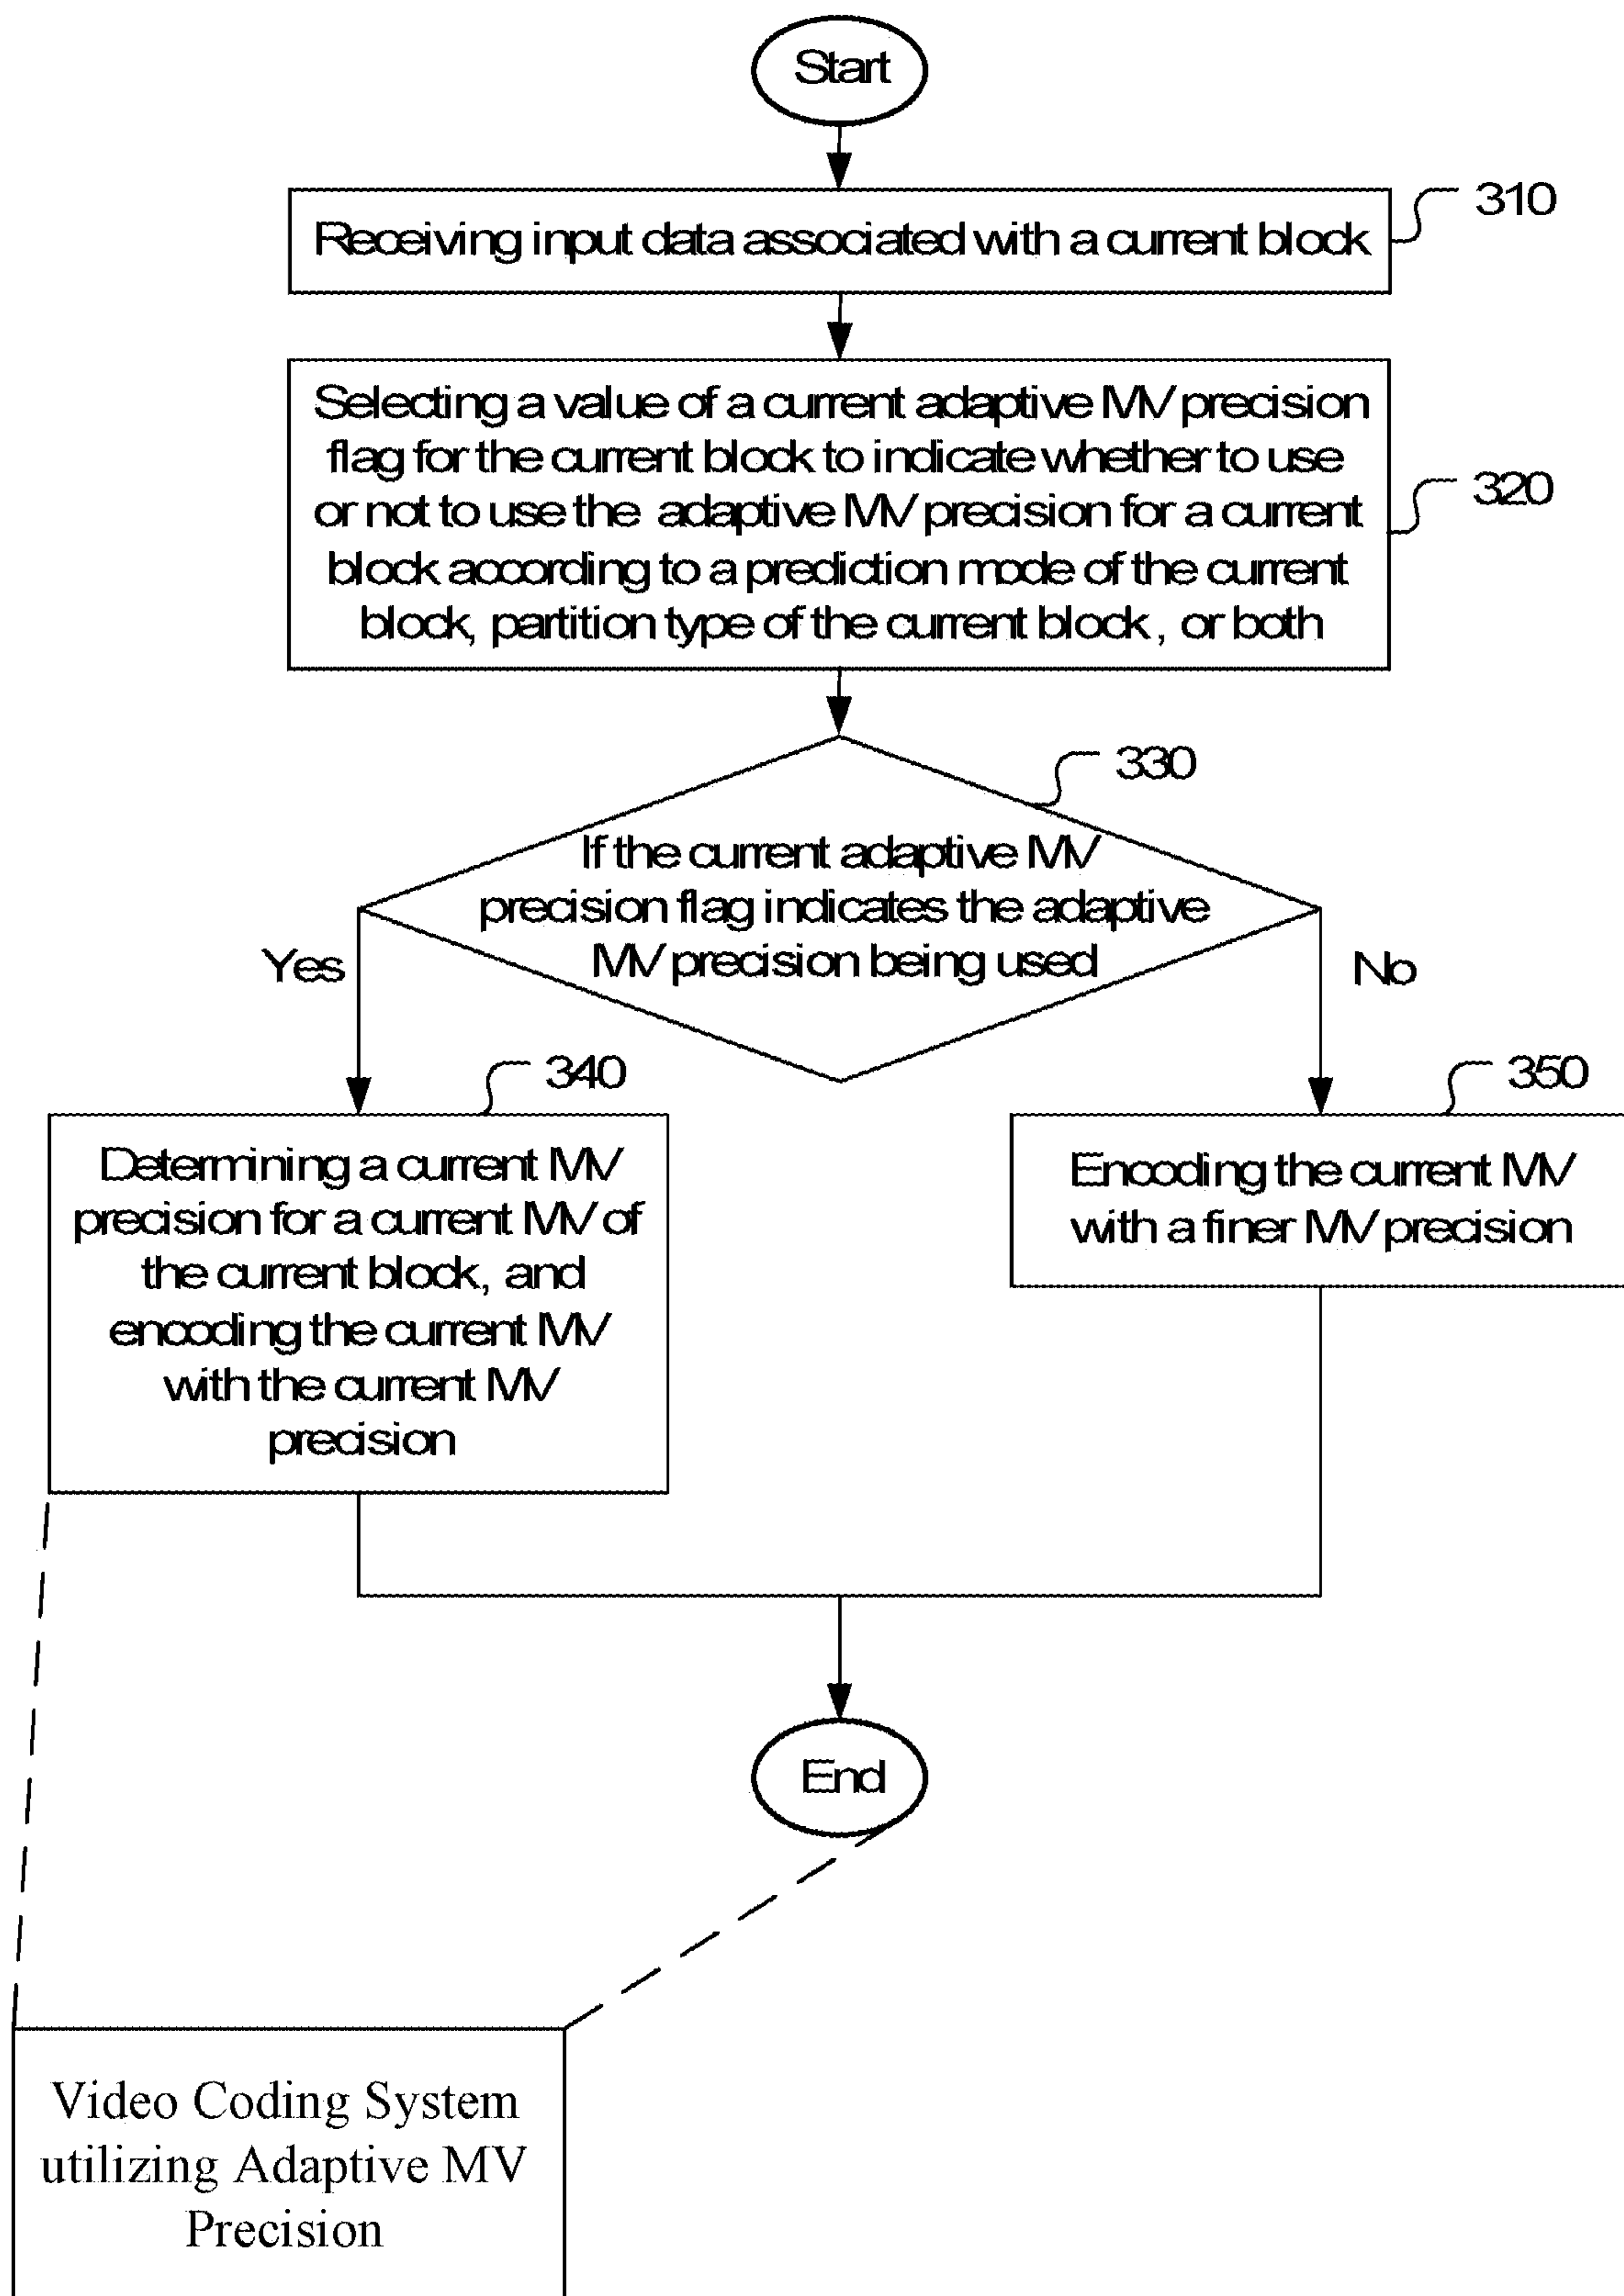 Start
Receiving input data associated with a current block
310
Selecting a value of a current adaptive MV precision
flag for the current block to indicate whether to use
or not to use the adaptive MV precision for a current
block according to a prediction mode of the current
block, partition type of the current block, or both
320
330
If the current adaptive MV
precision flag indicates the adaptive
MV precision being used
Yes
No
340
Determining a current MV
precision for a current MV of
the current block, and
encoding the current MV
with the current MV
precision
350
Encoding the current MV
with a finer MV precision
End
Video Coding System
utilizing Adaptive MV
Precision